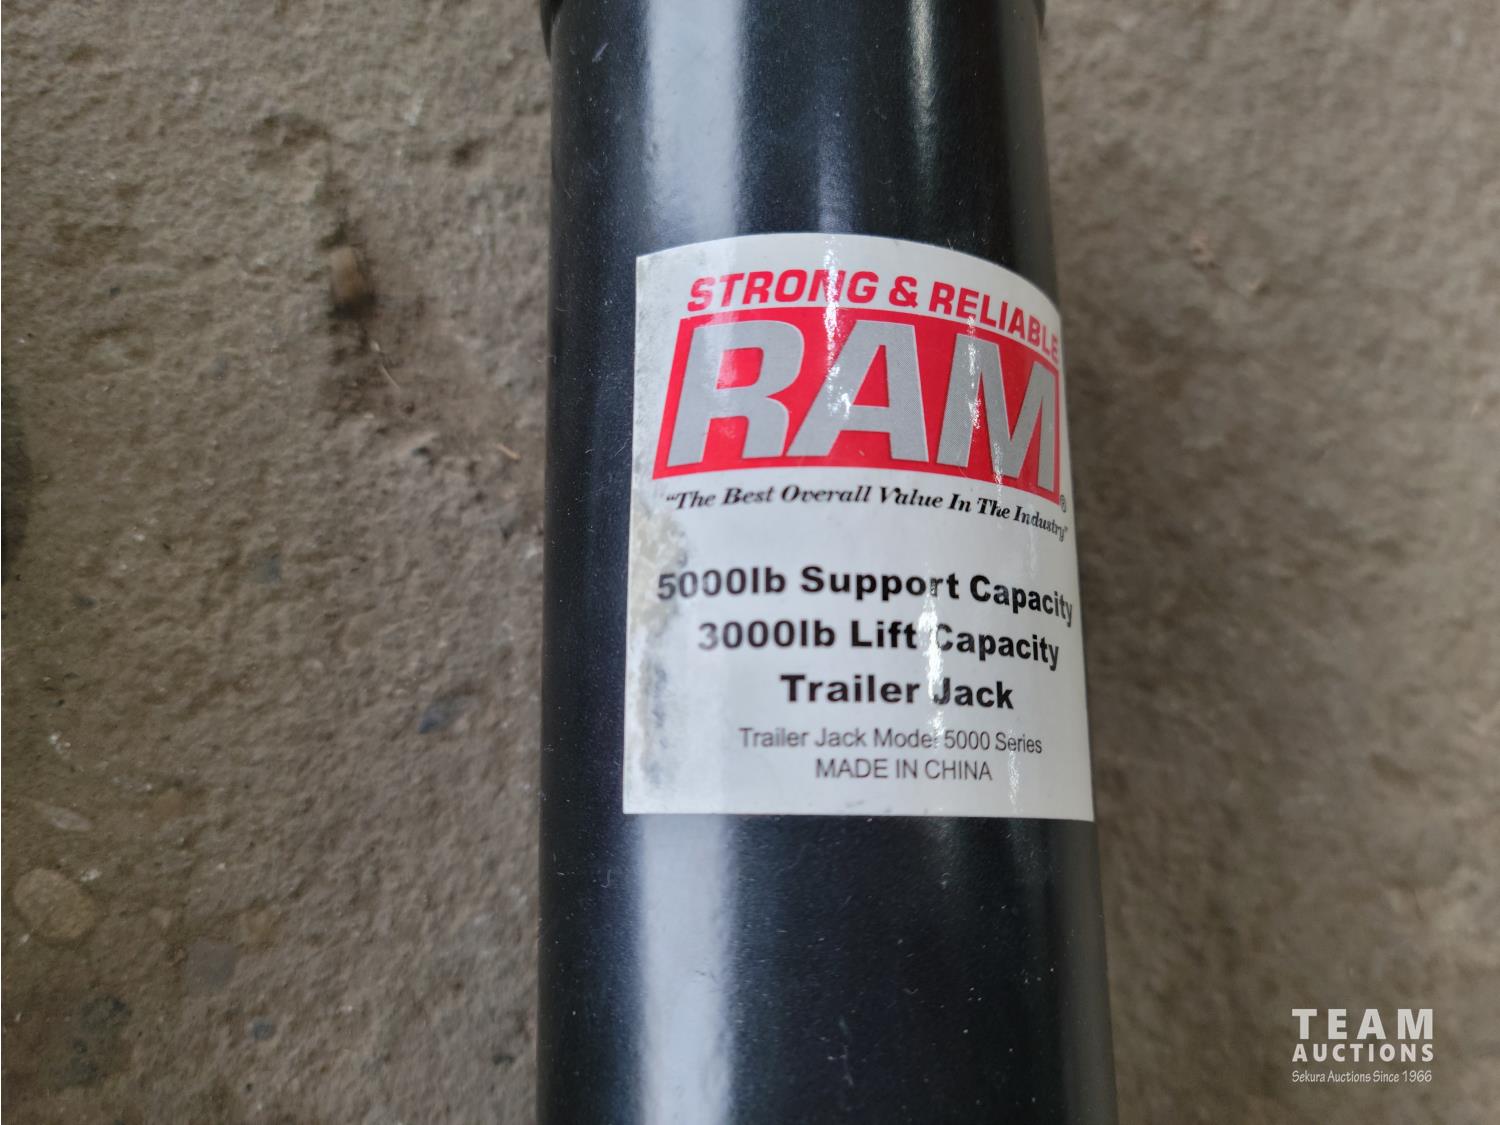 STRONG & RELIABLE
RAM®
"The Best Overall Value In The Industry"
5000lb Support Capacity
3000lb Lift Capacity
Trailer Jack
Trailer Jack Model 5000 Series
MADE IN CHINA
TEAM
AUCTIONS
Sekura Auctions Since 1966